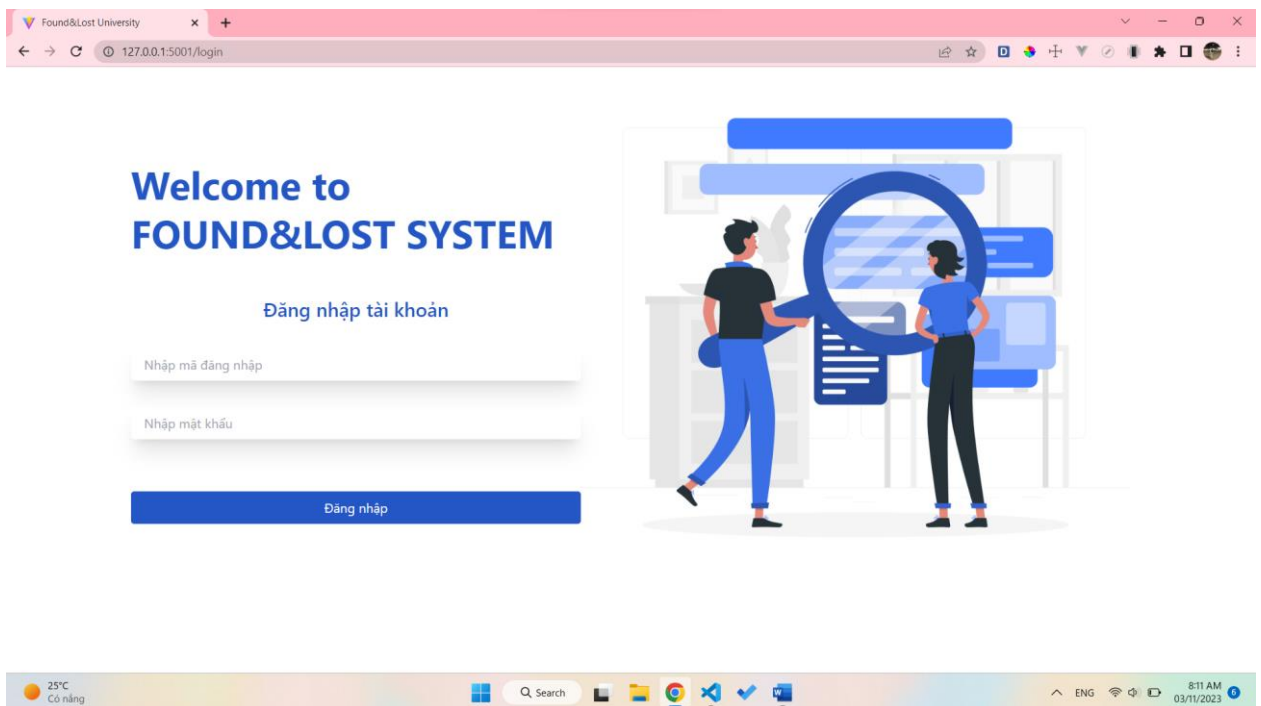 Found&Lost University
127.0.0.1:5001/login
Welcome to
FOUND&LOST SYSTEM
Đăng nhập tài khoản
Nhập mã đăng nhập
Nhập mật khẩu
Đăng nhập
25°C
Có nắng
Search
ENG
8:11 AM
03/11/2023
6